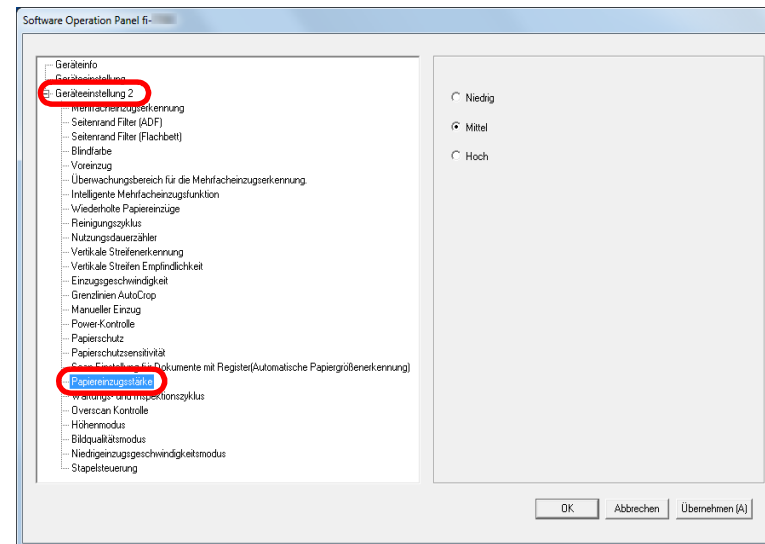 Software Operation Panel fi-
Geräteinfo
Geräteeinstellung
Geräteeinstellung 2
Mehrfacheinzugserkennung
Seitenrand Filter (ADF)
Seitenrand Filter (Flachbett)
Blindfarbe
Voreinzug
Überwachungsbereich für die Mehrfacheinzugserkennung.
Intelligente Mehrfacheinzugsfunktion
Wiederholte Papiereinzüge
Reinigungszyklus
Nutzungsdauerzähler
Vertikale Streifenerkennung
Vertikale Streifen Empfindlichkeit
Einzugsgeschwindigkeit
Grenzlinien AutoCrop
Manueller Einzug
Power-Kontrolle
Papierschutz
Papierschutzsensitivität
Scan Einstellung für Dokumente mit Register(Automatische Papiergrößenerkennung)
Papiereinzugsstärke
Wartungs- und Inspektionszyklus
Overscan Kontrolle
Höhenmodus
Bildqualitätsmodus
Niedrigeinzugsgeschwindigkeitsmodus
Stapelsteuerung
Niedrig
Mittel
Hoch
OK
Abbrechen
Übernehmen (A)